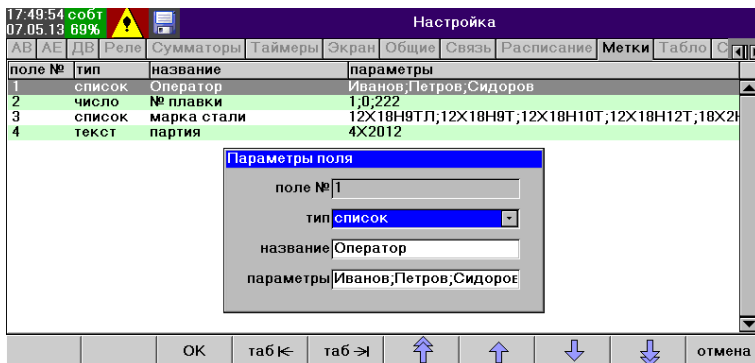 17:49:54 собт
07.05.13 69%
Настройка
АВ АЕ ДВ Реле Сумматоры Таймеры Экран Общие Связь Расписание Метки Табло С
поле № тип название параметры
1 список Оператор Иванов;Петров;Сидоров
2 число № плавки 1;0;222
3 список марка стали 12Х18Н9ТЛ;12Х18Н9Т;12Х18Н10Т;12Х18Н12Т;18Х2Н
4 текст партия 4Х2012
Параметры поля
поле № 1
тип список
название Оператор
параметры Иванов;Петров;Сидоров
ОК таб таб отмена